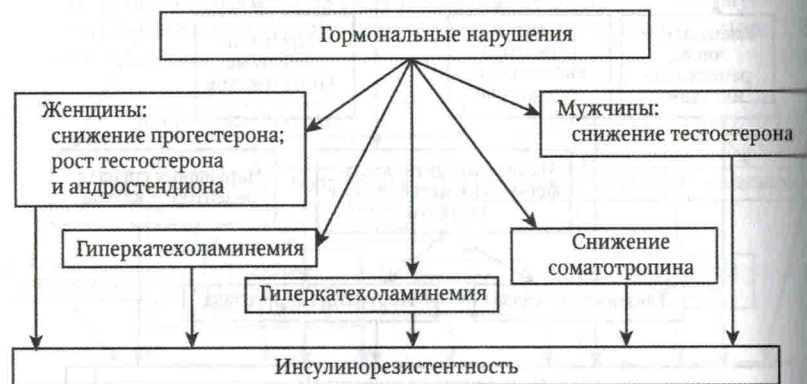 Гормональные нарушения
Женщины:
снижение прогестерона;
рост тестостерона
и андростендиона
Мужчины:
снижение тестостерона
Гиперкатехоламинемия
Снижение
соматотропина
Гиперкатехоламинемия
Инсулинорезистентность